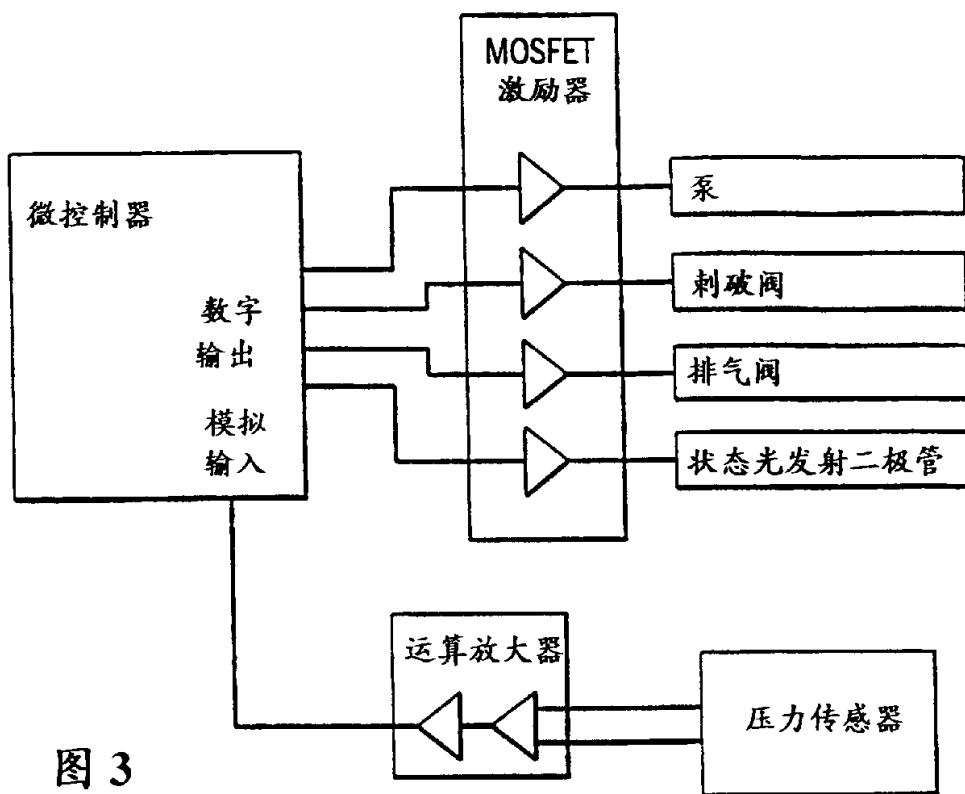 MOSFET
激励器
微控制器
数字
输出
模拟
输入
泵
刺破阀
排气阀
状态光发射二极管
运算放大器
压力传感器
图 3